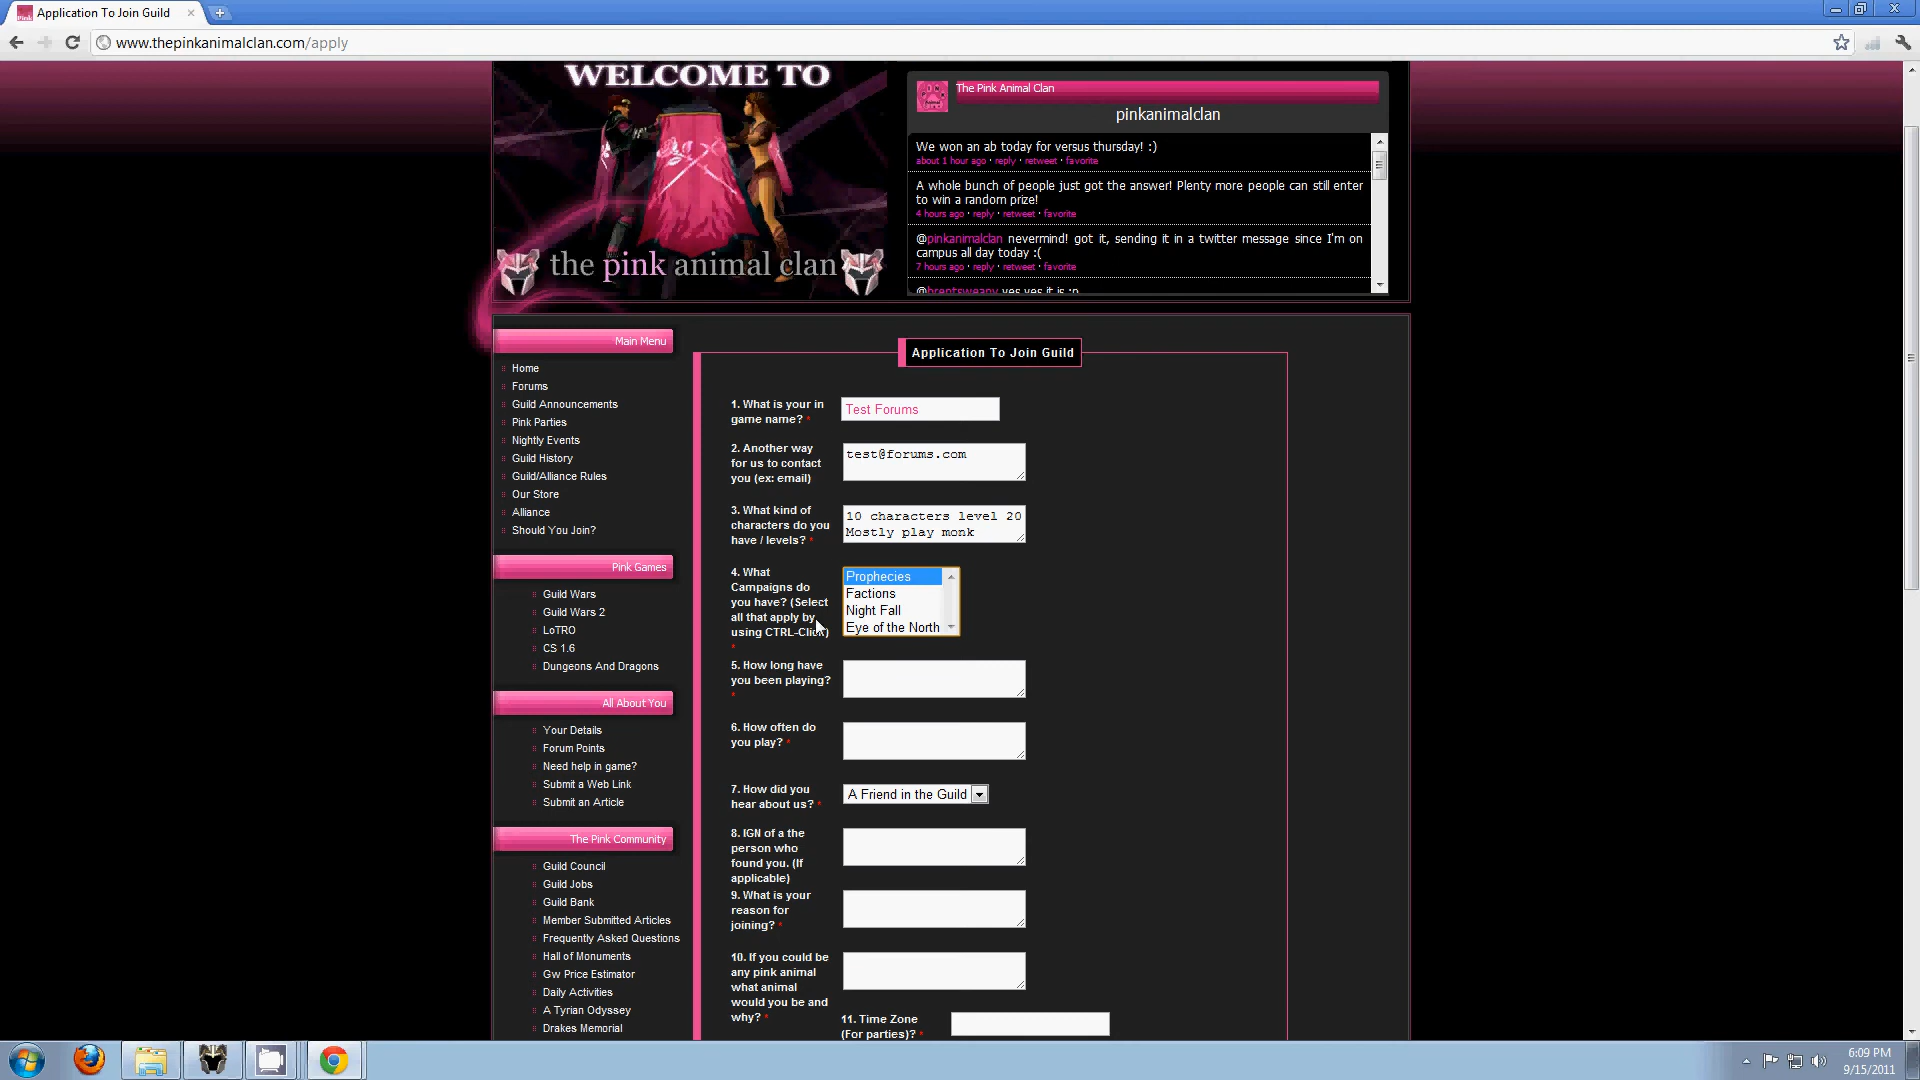 Application To Join Guild
www.thepinkanimalclan.com/apply
WELCOME TO
the pink animal clan
The Pink Animal Clan
pinkanimalclan
We won an ab today for versus thursday! :)
about 1 hour ago · reply · retweet · favorite
A whole bunch of people just got the answer! Plenty more people can still enter
to win a random prize!
4 hours ago · reply · retweet · favorite
@pinkanimalclan nevermind! got it, sending it in a twitter message since I'm on
campus all day today :(
7 hours ago · reply · retweet · favorite
@brentsweany yes yes it is :p
Main Menu
Home
Forums
Guild Announcements
Pink Parties
Nightly Events
Guild History
Guild/Alliance Rules
Our Store
Alliance
Should You Join?
Pink Games
Guild Wars
Guild Wars 2
LoTRO
CS 1.6
Dungeons And Dragons
All About You
Your Details
Forum Points
Need help in game?
Submit a Web Link
Submit an Article
The Pink Community
Guild Council
Guild Jobs
Guild Bank
Member Submitted Articles
Frequently Asked Questions
Hall of Monuments
Gw Price Estimator
Daily Activities
A Tyrian Odyssey
Drakes Memorial
Application To Join Guild
1. What is your in
game name? *
Test Forums
2. Another way
for us to contact
you (ex: email)
test@forums.com
3. What kind of
characters do you
have / levels? *
10 characters level 20
Mostly play monk
4. What
Campaigns do
you have? (Select
all that apply by
using CTRL-Click)
*
Prophecies
Factions
Night Fall
Eye of the North
5. How long have
you been playing?
*
6. How often do
you play? *
7. How did you
hear about us? *
A Friend in the Guild
8. IGN of a the
person who
found you. (If
applicable)
9. What is your
reason for
joining? *
10. If you could be
any pink animal
what animal
would you be and
why? *
11. Time Zone
(For parties)? *
6:09 PM
9/15/2011